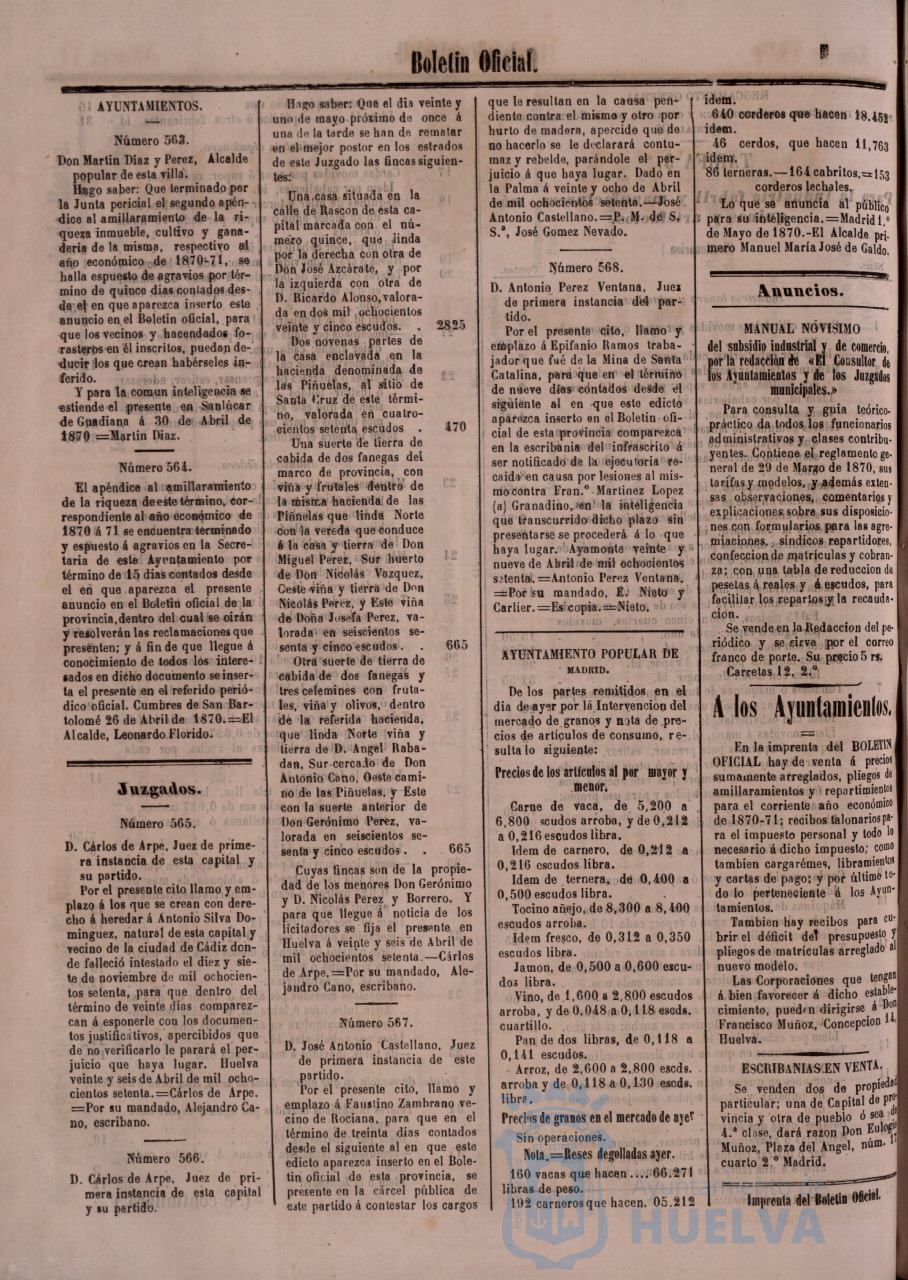 Boletin Oficial.
AYUNTAMIENTOS.
Número 563.
Don Martin Diaz y Perez, Alcalde
popular de esta villa.
Hago saber: Que terminado por
la Junta pericial el segundo apén-
dice al amillaramiento de la ri-
queza inmueble, cultivo y gana-
deria de la misma, respectivo al
año económico de 1870-71, se
halla espuesto de agravios por tér-
mino de quince dias contados des-
de el en que aparezca inserto este
anuncio en el Boletin oficial, para
que los vecinos y hacendados fo-
rasteros en él inscritos, puedan de-
ducir los que crean habérseles in-
ferido.
Y para la comun inteligencia se
estiende el presente en Sanlúcar
de Guadiana á 30 de Abril de
1870=Martin Diaz.
Número 564.
El apéndice al amillaramiento
de la riqueza de este término, cor-
respondiente al año económico de
1870 á 71 se encuentra terminado
y espuesto á agravios en la Secre-
taria de este Ayuntamiento por
término de 15 dias contados desde
el en que aparezca el presente
anuncio en el Boletin oficial de la
provincia, dentro del cual se oirán
y resolverán las reclamaciones que
presenten; y á fin de que llegue á
conocimiento de todos los intere-
sados en dicho documento se inser-
ta el presente en el referido perió-
dico oficial. Cumbres de San Bar-
tolomé 26 de Abril de 1870.=El
Alcalde, Leonardo Florido.
Juzgados.
Número 565.
D. Cárlos de Arpe, Juez de prime-
ra instancia de esta capital y
su partido.
Por el presente cito llamo y em-
plazo á los que se crean con dere-
cho á heredar á Antonio Silva Do-
minguez, natural de esta capital y
vecino de la ciudad de Cádiz don-
de falleció intestado el diez y sie-
te de noviembre de mil ochocien-
tos setenta, para que dentro del
término de veinte dias comparez-
can á esponerle con los documen-
tos justificativos, apercibidos que
de no verificarlo le parará el per-
juicio que haya lugar. Huelva
veinte y seis de Abril de mil ocho-
cientos setenta.=Cárlos de Arpe.
=Por su mandado, Alejandro Ca-
no, escribano.
Número 566.
D. Cárlos de Arpe, Juez de pri-
mera instancia de esta capital
y su partido.
Hago saber: Que el dia veinte y
uno de mayo próximo de once á
una de la tarde se han de rematar
en el mejor postor en los estrados
de este Juzgado las fincas siguien-
tes:
Una casa situada en la
calle de Rascon de esta ca-
pital marcada con el nú-
mero quince, que linda
por la derecha con otra de
Don José Azcárate, y por
la izquierda con otra de
D. Ricardo Alonso, valora-
da en dos mil ochocientos
veinte y cinco escudos. . 2825
Dos novenas partes de
la casa enclavada en la
hacienda denominada de
las Piñuelas, al sitio de
Santa Cruz de este térmi-
no, valorada en cuatro-
cientos setenta escudos . 470
Una suerte de tierra de
cabida de dos fanegas del
marco de provincia, con
viña y frutales dentro de
la misma hacienda de las
Piñnelas que linda Norte
con la vereda que conduce
á la casa y tierra de Don
Miguel Perez, Sur huerto
de Don Nicolás Vazquez,
Oeste viña y tierra de Don
Nicolás Perez, y Este viña
de Doña Josefa Perez, va-
lorada en seiscientos se-
senta y cinco escudos. . 665
Otra suerte de tierra de
cabida de dos fanegas y
tres celemines con fruta-
les, viña y olivos, dentro
de la referida hacienda,
que linda Norte viña y
tierra de D. Angel Raba-
dan, Sur cercado de Don
Antonio Cano, Oeste cami-
no de las Piñuelas, y Este
con la suerte anterior de
Don Gerónimo Perez, va-
lorada en seiscientos se-
senta y cinco escudos . . 665
Cuyas fincas son de la propie-
dad de los menores Don Gerónimo
y D. Nicolás Perez y Borrero. Y
para que llegue á noticia de los
licitadores se fija el presente en
Huelva á veinte y seis de Abril de
mil ochocientos setenta.—Cárlos
de Arpe.=Por su mandado, Ale-
jandro Cano, escribano.
Número 567.
D. José Antonio Castellano, Juez
de primera instancia de este
partido.
Por el presente cito, llamo y
emplazo á Faustino Zambrano ve-
cino de Rociana, para que en el
término de treinta dias contados
desde el siguiente al en que este
edicto aparezca inserto en el Bole-
tin oficial de esta provincia, se
presente en la cárcel pública de
este partido á contestar los cargos
que le resultan en la causa pen-
diente contra el mismo y otro por
hurto de madera, apercide que de
no hacerlo se le declarará contu-
maz y rebelde, parándole el per-
juicio á que haya lugar. Dado en
la Palma á veinte y ocho de Abril
de mil ochocientos setenta.—José
Antonio Castellano.=P. M. de S.
S.ª, José Gomez Nevado.
Número 568.
D. Antonio Perez Ventana, Juez
de primera instancia del par-
tido.
Por el presente cito, llamo y
emplazo á Epifanio Ramos traba-
jador que fué de la Mina de Santa
Catalina, para que en el término
de nueve dias contados desde el
siguiente al en que este edicto
aparezca inserto en el Boletin ofi-
cial de esta provincia comparezca
en la escribania del infrascrito á
ser notificado de la ejecutoria re-
caida en causa por lesiones al mis-
mo contra Fran.º Martinez Lopez
(a) Granadino, en la inteligencia
que transcurrido dicho plazo sin
presentarse se procederá á lo que
haya lugar. Ayamonte veinte y
nueve de Abril de mil ochocientos
setenta.=Antonio Perez Ventana.
=Por su mandado, E. Nieto y
Carlier.=Es copia.=Nieto.
AYUNTAMIENTO POPULAR DE
MADRID.
De los partes remitidos en el
dia de ayer por la Intervencion del
mercado de granos y nota de pre-
cios de artículos de consumo, re-
sulta lo siguiente:
Precios de los artículos al por mayor y
menor.
Carne de vaca, de 5,200 a
6,800 scudos arroba, y de 0,212
a 0,216 escudos libra.
Idem de carnero, de 0,212 a
0,216 escudos libra.
Idem de ternera, de 0,400 a
0,500 escudos libra.
Tocino añejo, de 8,300 a 8,400
escudos arroba.
Idem fresco, de 0,312 a 0,350
escudos libra.
Jamon, de 0,500 a 0,600 escu-
dos libra.
Vino, de 1,600 a 2,800 escudos
arroba, y de 0,048 a 0,118 escds.
cuartillo.
Pan de dos libras, de 0,118 a
0,141 escudos.
Arroz, de 2,600 a 2,800 escds.
arroba y de 0,118 a 0,130 escds.
libra.
Precios de granos en el mercado de ayer
Sin operaciones.
Nota.=Reses degolladas ayer.
160 vacas que hacen .... 66.271
libras de peso.
192 carneros que hacen. 05.212
idem.
640 corderos que hacen 18.452
idem.
46 cerdos, que hacen 11,763
idem.
86 terneras.—164 cabritos.=153
corderos lechales.
Lo que se anuncia al público
para su inteligencia.=Madrid 1.º
de Mayo de 1870.-El Alcalde pri-
mero Manuel María José de Galdo.
Anuncios.
MANUAL NOVISIMO
del subsidio industrial y de comercio,
por la redacción de «El Consultor de
los Ayuntamientos y de los Juzgados
municipales.»
Para consulta y guia teórico-
práctico da todos los funcionarios
administrativos y clases contribu-
yentes. Contiene el reglamento ge-
neral de 29 de Marzo de 1870, sus
tarifas y modelos, y además exten-
sas observaciones, comentarios y
explicaciones sobre sus disposicio-
nes con formularios para las agre-
miaciones, síndicos repartidores,
confeccion de matrículas y cobran-
za; con una tabla de reduccion de
pesetas á reales y á escudos, para
facilitar los repartos y la recauda-
cion.
Se vende en la Redaccion del pe-
riódico y se sirve por el correo
franco de porte. Su precio 5 rs.
Carretas 12, 2.º
A los Ayuntamientos.
En la imprenta del BOLETIN
OFICIAL hay de venta á precios
sumamente arreglados, pliegos de
amillaramientos y repartimientos
para el corriente año económico
de 1870-71; recibos talonarios pa-
ra el impuesto personal y todo lo
necesario á dicho impuesto; como
tambien cargarémes, libramientos
y cartas de pago; y por último to-
do lo perteneciente á los Ayun-
tamientos.
Tambien hay recibos para cu-
brir el déficit del presupuesto y
pliegos de matrículas arreglado al
nuevo modelo.
Las Corporaciones que tengan
á bien favorecer á dicho estable-
cimiento, pueden dirigirse á Don
Francisco Muñoz, Concepcion 14,
Huelva.
ESCRIBANIAS EN VENTA.
Se venden dos de propiedad
particular; una de Capital de pro-
vincia y otra de pueblo ó sea de
4.ª clase, dará razon Don Eulogio
Muñoz, Plaza del Angel, núm.
cuarto 2.º Madrid.
Imprenta del Boletin Oficial.
HUELVA